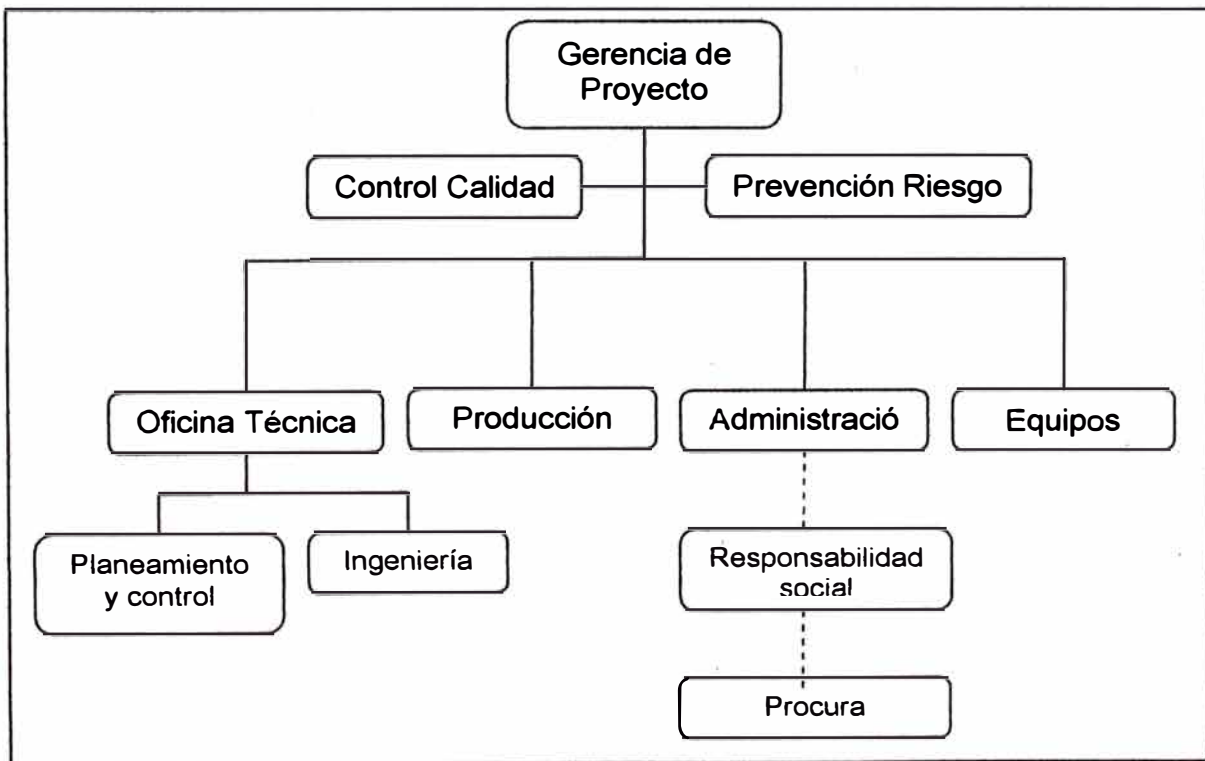 Gerencia de
Proyecto
Control Calidad
Prevención Riesgo
Oficina Técnica
Producción
Administració
Equipos
Planeamiento
y control
Ingeniería
Responsabilidad
social
Procura